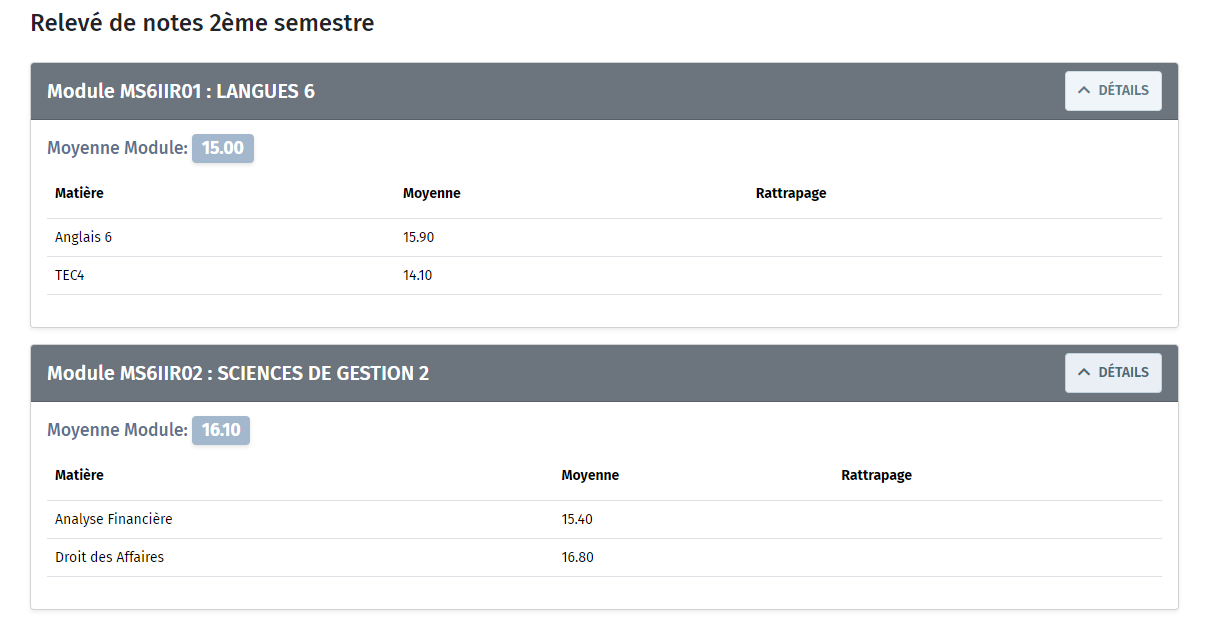 Relevé de notes 2ème semestre
Module MS6IIR01 : LANGUES 6 DÉTAILS
Moyenne Module: 15.00
Matière Moyenne Rattrapage
Anglais 6 15.90
TEC4 14.10
Module MS6IIR02 : SCIENCES DE GESTION 2 DÉTAILS
Moyenne Module: 16.10
Matière Moyenne Rattrapage
Analyse Financière 15.40
Droit des Affaires 16.80